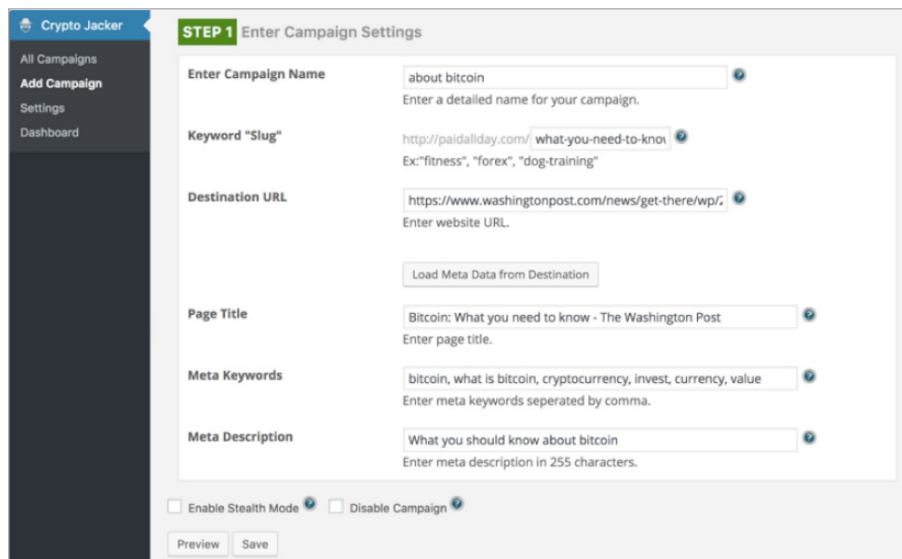 Crypto Jacker
All Campaigns
Add Campaign
Settings
Dashboard
STEP 1 Enter Campaign Settings
Enter Campaign Name
about bitcoin
Enter a detailed name for your campaign.
Keyword "Slug"
http://paidallday.com/ what-you-need-to-know
Ex:"fitness", "forex", "dog-training"
Destination URL
https://www.washingtonpost.com/news/get-there/wp/2
Enter website URL.
Load Meta Data from Destination
Page Title
Bitcoin: What you need to know - The Washington Post
Enter page title.
Meta Keywords
bitcoin, what is bitcoin, cryptocurrency, invest, currency, value
Enter meta keywords seperated by comma.
Meta Description
What you should know about bitcoin
Enter meta description in 255 characters.
Enable Stealth Mode
Disable Campaign
Preview
Save